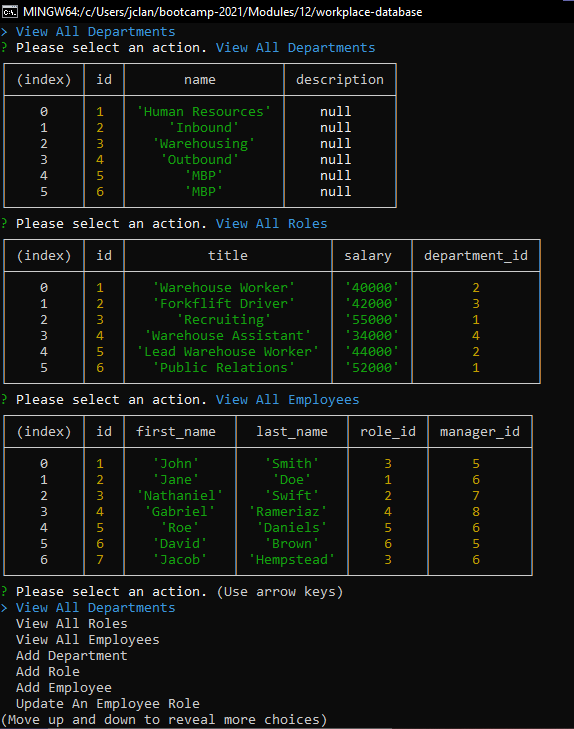 MINGW64:/c/Users/jclan/bootcamp-2021/Modules/12/workplace-database
> View All Departments
? Please select an action. View All Departments
(index) id name description
0 1 'Human Resources' null
1 2 'Inbound' null
2 3 'Warehousing' null
3 4 'Outbound' null
4 5 'MBP' null
5 6 'MBP' null
? Please select an action. View All Roles
(index) id title salary department_id
0 1 'Warehouse Worker' '40000' 2
1 2 'Forkflift Driver' '42000' 3
2 3 'Recruiting' '55000' 1
3 4 'Warehouse Assistant' '34000' 4
4 5 'Lead Warehouse Worker' '44000' 2
5 6 'Public Relations' '52000' 1
? Please select an action. View All Employees
(index) id first_name last_name role_id manager_id
0 1 'John' 'Smith' 3 5
1 2 'Jane' 'Doe' 1 6
2 3 'Nathaniel' 'Swift' 2 7
3 4 'Gabriel' 'Rameriaz' 4 8
4 5 'Roe' 'Daniels' 5 6
5 6 'David' 'Brown' 6 5
6 7 'Jacob' 'Hempstead' 3 6
? Please select an action. (Use arrow keys)
> View All Departments
View All Roles
View All Employees
Add Department
Add Role
Add Employee
Update An Employee Role
(Move up and down to reveal more choices)